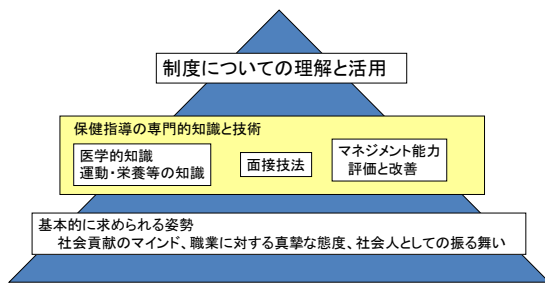 制度についての理解と活用
保健指導の専門的知識と技術
医学的知識
運動・栄養等の知識
面接技法
マネジメント能力
評価と改善
基本的に求められる姿勢
社会貢献のマインド、職業に対する真摯な態度、社会人としての振る舞い